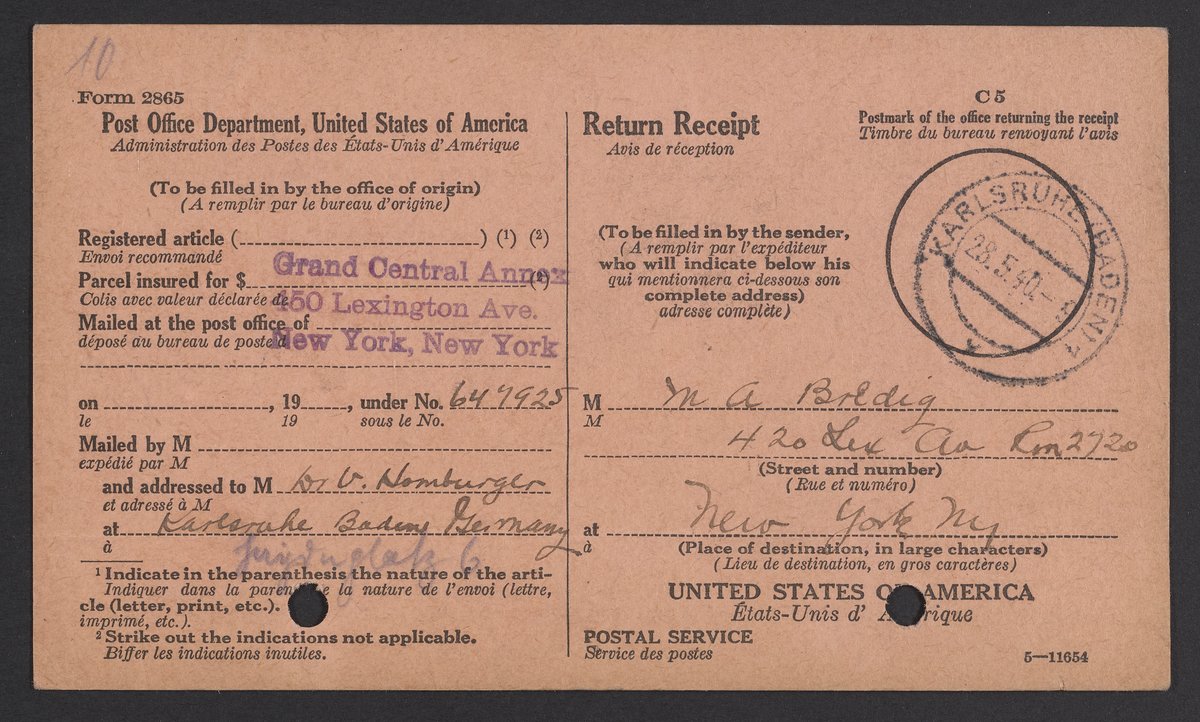 10
Form 2865
Post Office Department, United States of America
Administration des Postes des États-Unis d'Amérique
(To be filled in by the office of origin)
(A remplir par le bureau d'origine)
Registered article (      ) (1) (2)
Envoi recommandé
Parcel insured for $      (2)
Colis avec valeur déclarée de
Mailed at the post office of
déposé au bureau de poste d
Grand Central Annex
450 Lexington Ave.
New York, New York
on      , 19   , under No. 647925
le      19      sous le No.
Mailed by M
expédié par M
and addressed to M Dr V. Homburger
et adressé à M
at Karlsruhe Baden Germany
à
1 Indicate in the parenthesis the nature of the arti-
Indiquer dans la parenthèse la nature de l'envoi (lettre,
cle (letter, print, etc.).
imprimé, etc.).
2 Strike out the indications not applicable.
Biffer les indications inutiles.
Return Receipt
Avis de réception
C 5
Postmark of the office returning the receipt
Timbre du bureau renvoyant l'avis
KARLSRUHE (BADEN) 1
28.5.40.
(To be filled in by the sender,
(A remplir par l'expéditeur
who will indicate below his
qui mentionnera ci-dessous son
complete address)
adresse complète)
M M A Bredig
M
420 Lex Av Rm 2720
(Street and number)
(Rue et numéro)
at New York Ny
à
(Place of destination, in large characters)
(Lieu de destination, en gros caractères)
UNITED STATES OF AMERICA
États-Unis d'Amérique
POSTAL SERVICE
Service des postes
5—11654